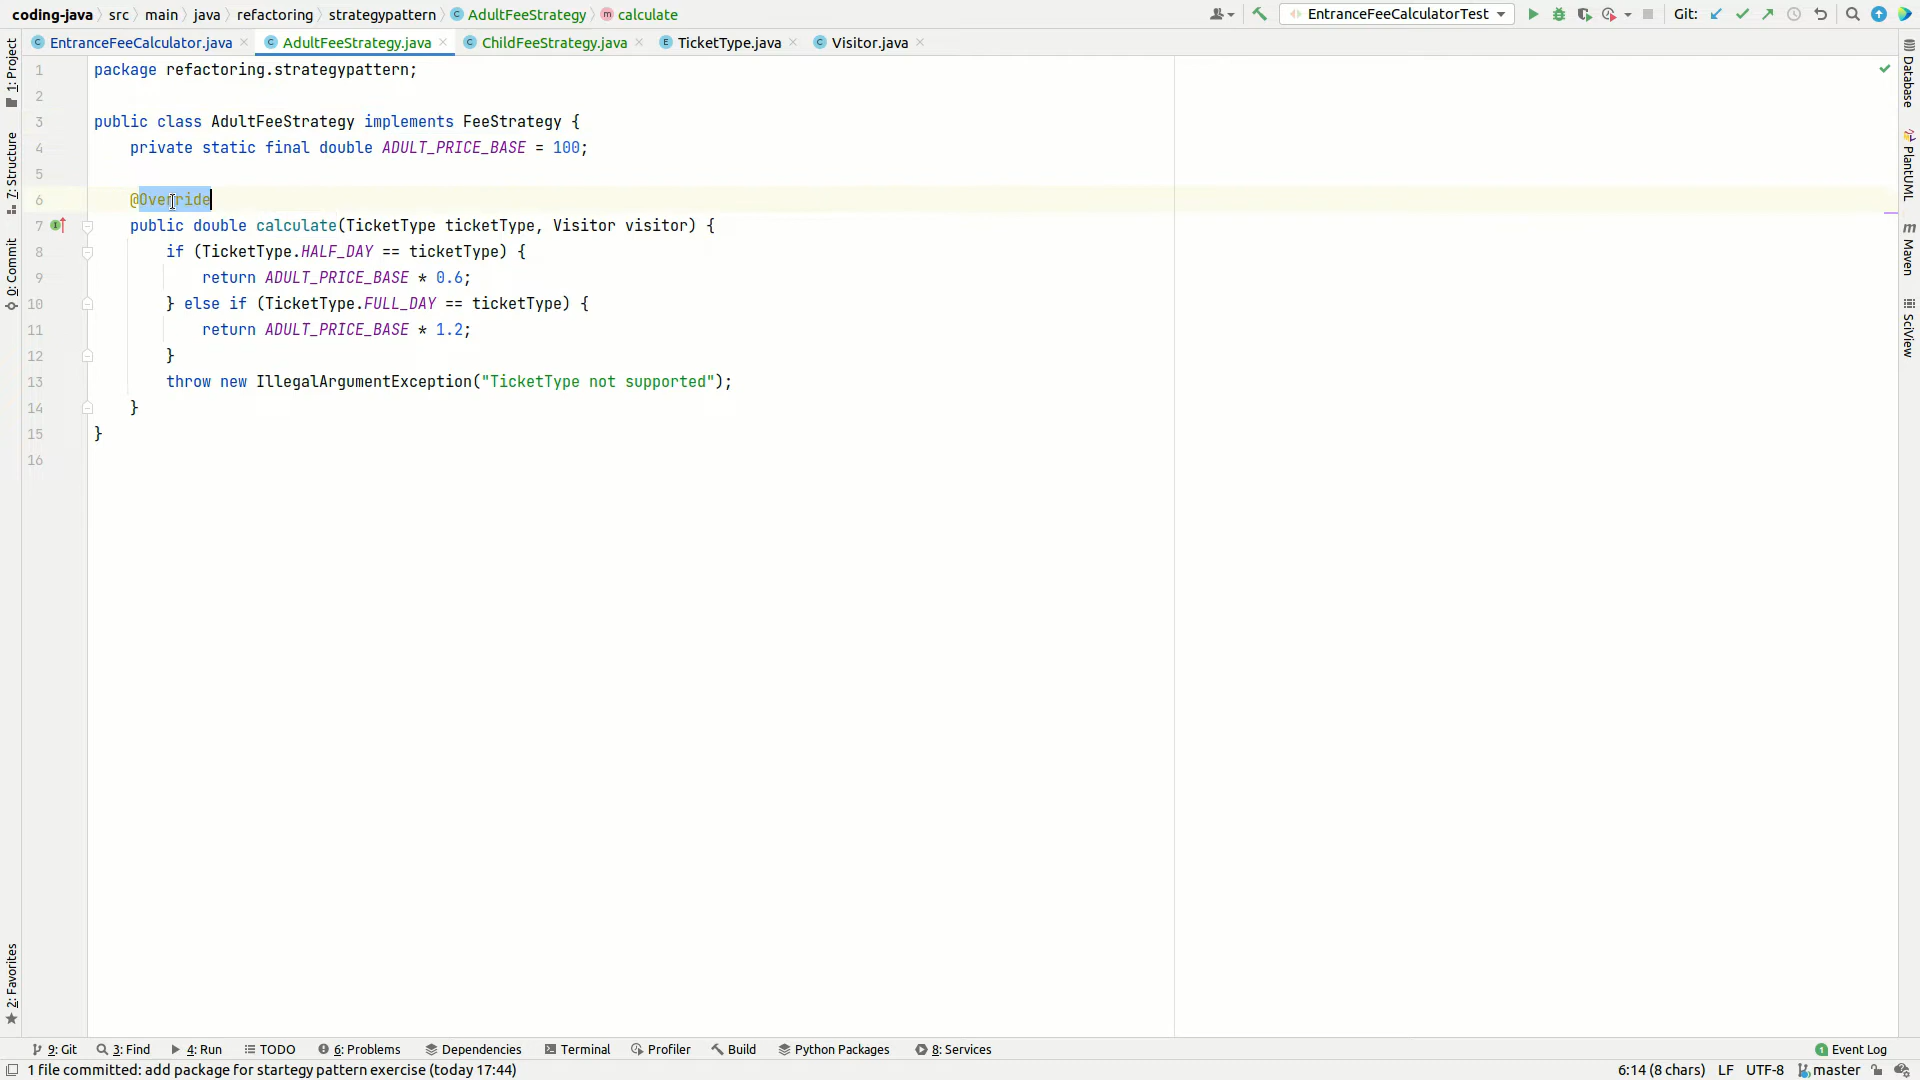 coding-java src main java refactoring strategypattern AdultFeeStrategy calculate EntranceFeeCalculatorTest Git:
EntranceFeeCalculator.java AdultFeeStrategy.java ChildFeeStrategy.java TicketType.java Visitor.java
1: Project
7: Structure
0: Commit
2: Favorites
1 package refactoring.strategypattern;
2
3 public class AdultFeeStrategy implements FeeStrategy {
4 private static final double ADULT_PRICE_BASE = 100;
5
6 @Override
7 public double calculate(TicketType ticketType, Visitor visitor) {
8 if (TicketType.HALF_DAY == ticketType) {
9 return ADULT_PRICE_BASE * 0.6;
10 } else if (TicketType.FULL_DAY == ticketType) {
11 return ADULT_PRICE_BASE * 1.2;
12 }
13 throw new IllegalArgumentException("TicketType not supported");
14 }
15 }
16
Database
PlantUML
Maven
SciView
9: Git 3: Find 4: Run TODO 6: Problems Dependencies Terminal Profiler Build Python Packages 8: Services 1 Event Log
1 file committed: add package for startegy pattern exercise (today 17:44) 6:14 (8 chars) LF UTF-8 master